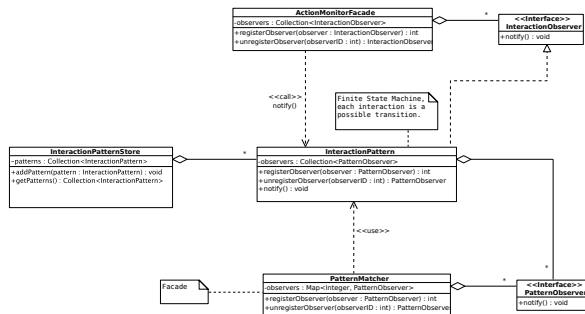 ActionMonitorFacade
-observers : Collection<InteractionObserver>
+registerObserver(observer : InteractionObserver) : int
+unregisterObserver(observerID : int) : InteractionObserver
*
<<Interface>>
InteractionObserver
+notify() : void
<<call>>
notify()
Finite State Machine,
each interaction is a
possible transition.
InteractionPatternStore
-patterns : Collection<InteractionPattern>
+addPattern(pattern : InteractionPattern) : void
+getPatterns() : Collection<InteractionPattern>
*
InteractionPattern
-observers : Collection<PatternObserver>
+registerObserver(observer : PatternObserver) : int
+unregisterObserver(observerID : int) : PatternObserver
+notify() : void
<<use>>
*
Facade
PatternMatcher
-observers : Map<Integer, PatternObserver>
+registerObserver(observer : PatternObserver) : int
+unregisterObserver(observerID : int) : PatternObserver
*
<<Interface>>
PatternObserver
+notify() : void